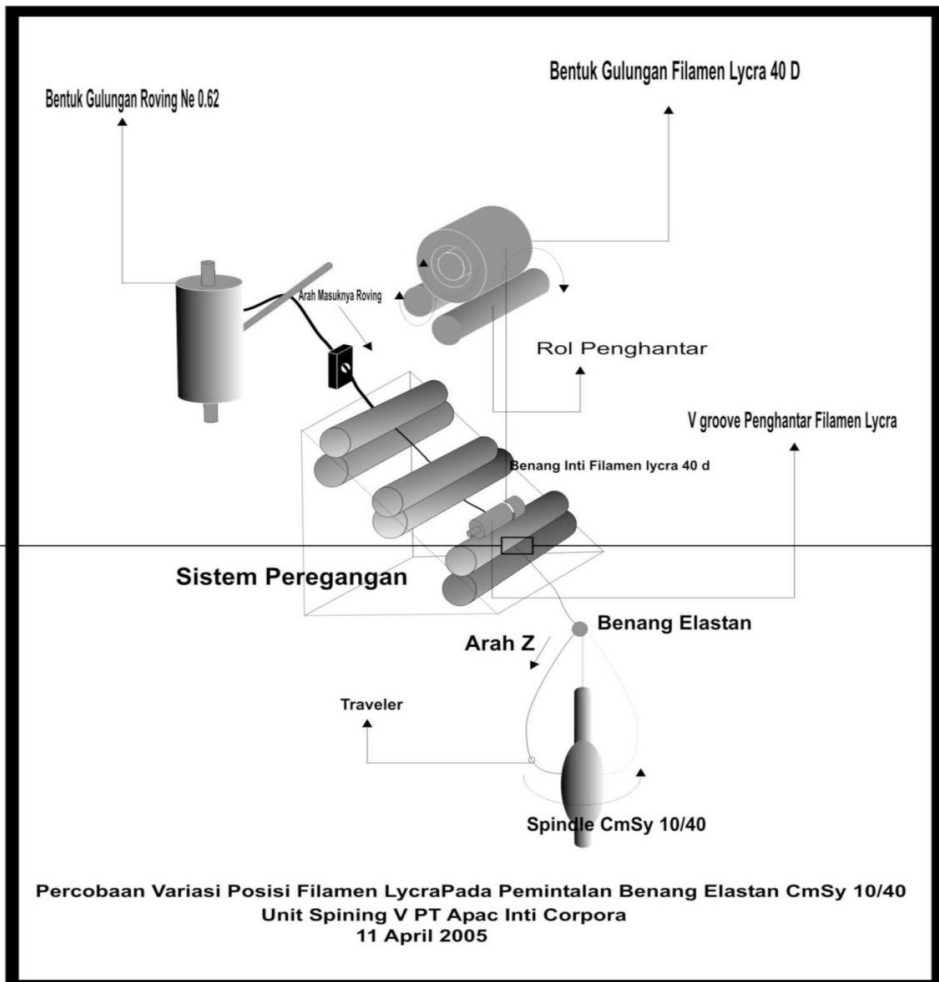 Bentuk Gulungan Filamen Lycra 40 D
Bentuk Gulungan Roving Ne 0.62
Arah Masuknya Roving
Rol Penghantar
V groove Penghantar Filamen Lycra
Benang Inti Filamen lycra 40 d
Sistem Peregangan
Benang Elastan
Arah Z
Traveler
Spindle CmSy 10/40
Percobaan Variasi Posisi Filamen LycraPada Pemintalan Benang Elastan CmSy 10/40
Unit Spining V PT Apac Inti Corpora
11 April 2005